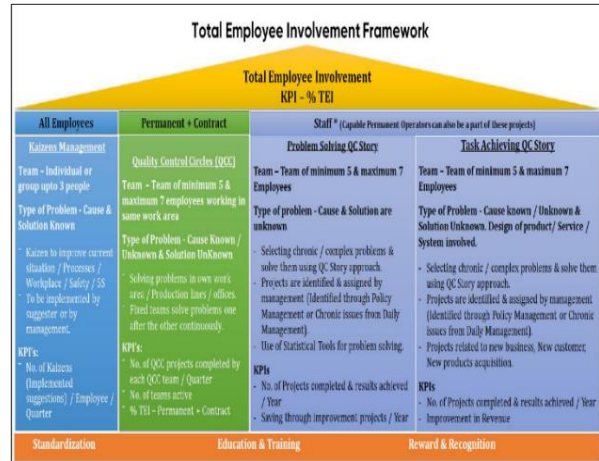 Total Employee Involvement Framework
Total Employee Involvement
KPI – % TEI
All Employees
Kaizens Management
Team – Individual or
group upto 3 people
Type of Problem - Cause &
Solution Known
- Kaizen to improve current
situation / Processes /
Workplace / Safety / 5S
- To be implemented by
suggester or by
management.
KPI's:
- No. of Kaizens
(Implemented
suggestions) / Employee /
Quarter
Permanent + Contract
Quality Control Circles (QCC)
Team – Team of minimum 5 &
maximum 7 employees working in
same work area
Type of Problem - Cause Known /
Unknown & Solution UnKnown
- Solving problems in own work
area / Production lines / offices.
- Fixed teams solve problems one
after the other continuously.
KPI's:
- No. of QCC projects completed by
each QCC team / Quarter
- No. of teams active
- % TEI – Permanent + Contract
Staff * (Capable Permanent Operators can also be a part of these projects)
Problem Solving QC Story
Team – Team of minimum 5 & maximum 7
Employees
Type of problem - Cause & Solution are
unknown
- Selecting chronic / complex problems &
solve them using QC Story approach.
- Projects are identified & assigned by
management (Identified through Policy
Management or Chronic issues from Daily
Management).
- Use of Statistical Tools for problem solving.
KPIs
- No. of Projects completed & results achieved
/ Year
- Saving through improvement projects / Year
Task Achieving QC Story
Team – Team of minimum 5 & maximum 7
Employees
Type of Problem - Cause known / Unknown &
Solution Unknown. Design of product/ Service /
System involved.
- Selecting chronic / complex problems & solve them
using QC Story approach.
- Projects are identified & assigned by management
(Identified through Policy Management or Chronic
issues from Daily Management).
- Projects related to new business, New customer,
New products acquisition.
KPIs
- No. of Projects completed & results achieved / Year
- Improvement in Revenue
Standardization
Education & Training
Reward & Recognition